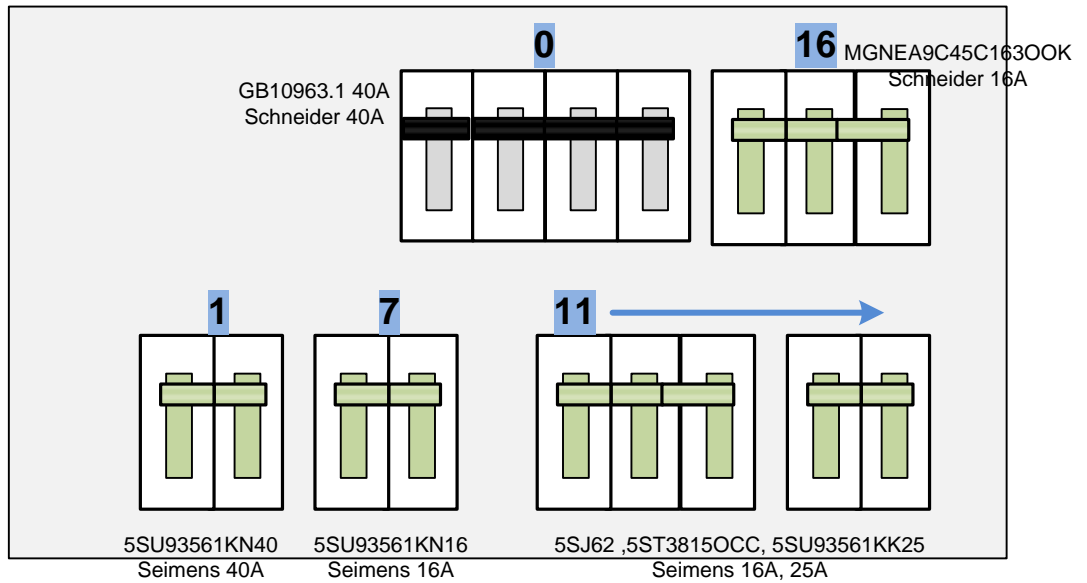 0
16
MGNEA9C45C163OOK
Schneider 16A
GB10963.1 40A
Schneider 40A
1
7
11
5SU93561KN40
Seimens 40A
5SU93561KN16
Seimens 16A
5SJ62 ,5ST3815OCC, 5SU93561KK25
Seimens 16A, 25A